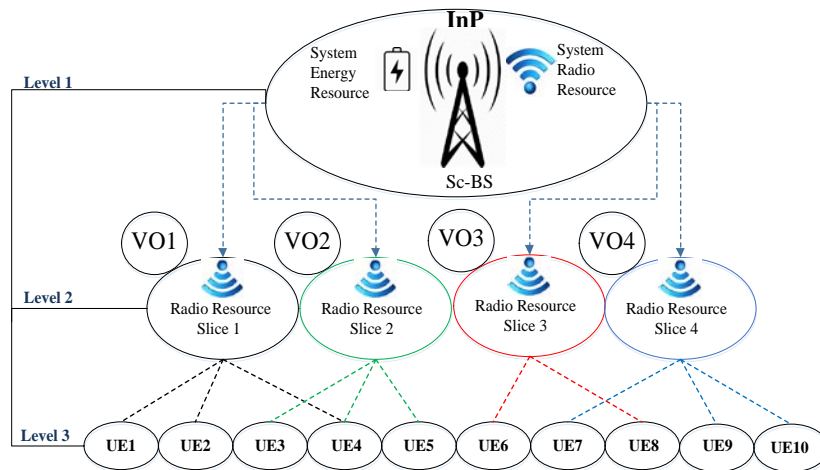 InP
System
Energy
Resource
System
Radio
Resource
Level 1
Sc-BS
VO1
VO2
VO3
VO4
Level 2
Radio Resource
Slice 1
Radio Resource
Slice 2
Radio Resource
Slice 3
Radio Resource
Slice 4
Level 3
UE1
UE2
UE3
UE4
UE5
UE6
UE7
UE8
UE9
UE10